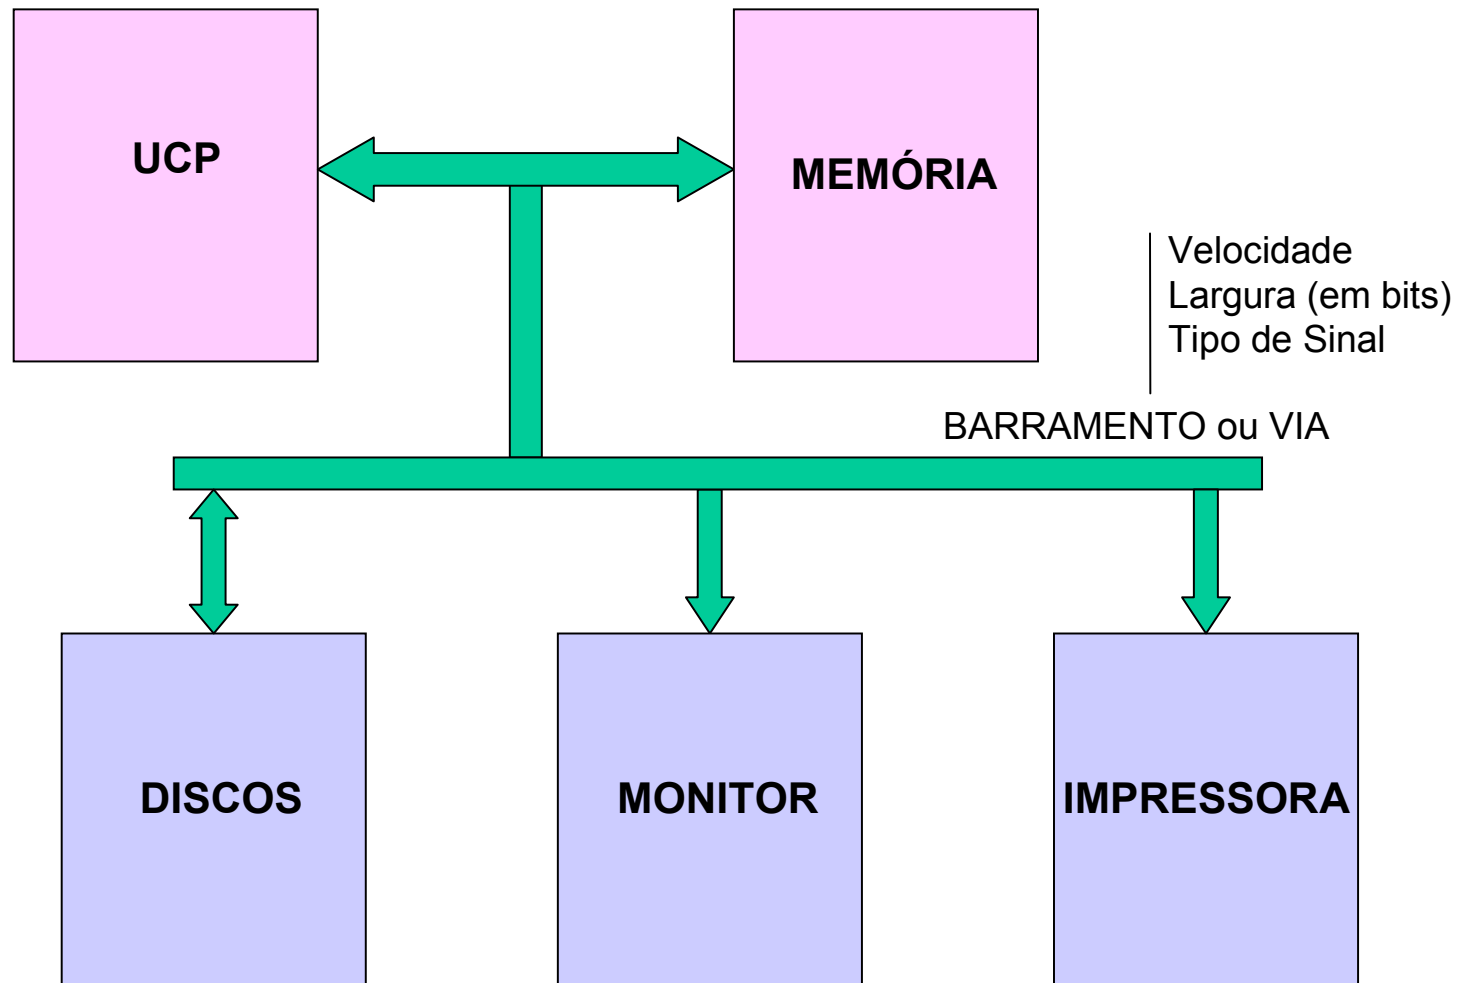 UCP
MEMÓRIA
Velocidade
Largura (em bits)
Tipo de Sinal
BARRAMENTO ou VIA
DISCOS
MONITOR
IMPRESSORA